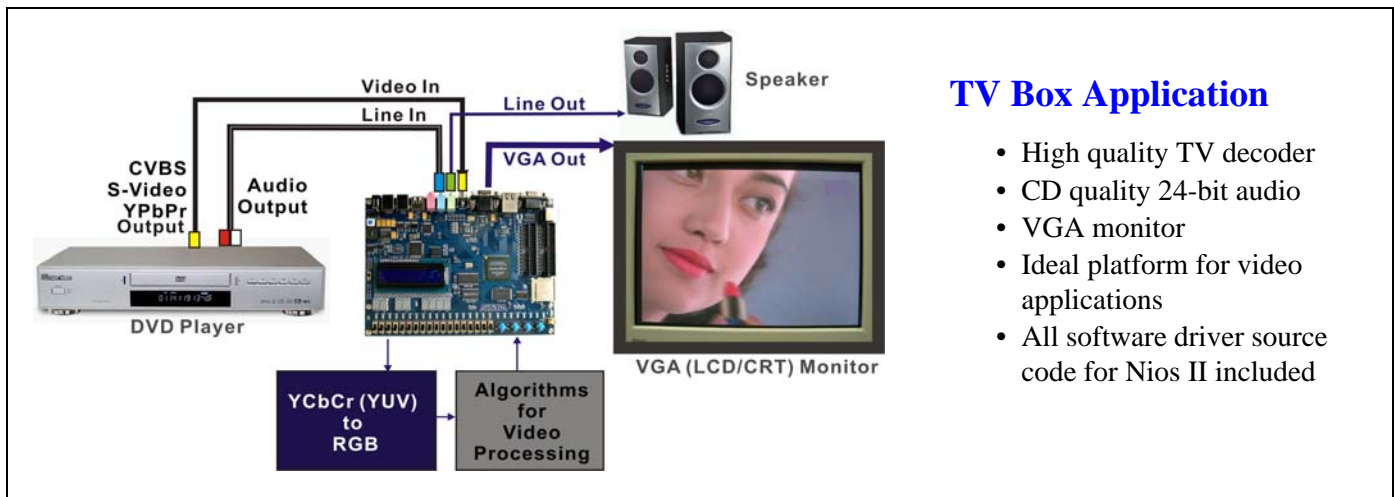 Video In
Line In
Line Out
VGA Out
Speaker
CVBS
S-Video
YPbPr
Output
Audio
Output
DVD Player
VGA (LCD/CRT) Monitor
YCbCr (YUV)
to
RGB
Algorithms
for
Video
Processing
TV Box Application
• High quality TV decoder
• CD quality 24-bit audio
• VGA monitor
• Ideal platform for video
applications
• All software driver source
code for Nios II included